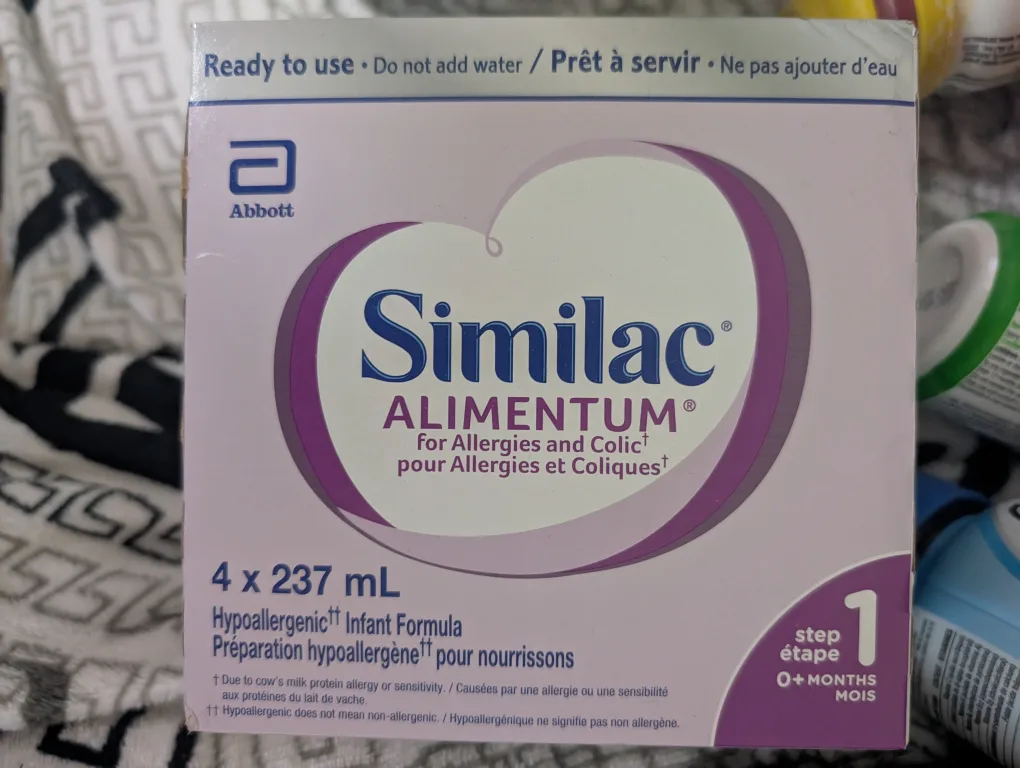 Ready to use • Do not add water / Prêt à servir • Ne pas ajouter d'eau
Abbott
Similac®
ALIMENTUM®
for Allergies and Colic†
pour Allergies et Coliques†
4 x 237 mL
Hypoallergenic†† Infant Formula
Préparation hypoallergène†† pour nourrissons
† Due to cow's milk protein allergy or sensitivity. / Causées par une allergie ou une sensibilité
aux protéines du lait de vache.
†† Hypoallergenic does not mean non-allergenic. / Hypoallergénique ne signifie pas non allergène.
step 1
étape
0+ MONTHS
MOIS